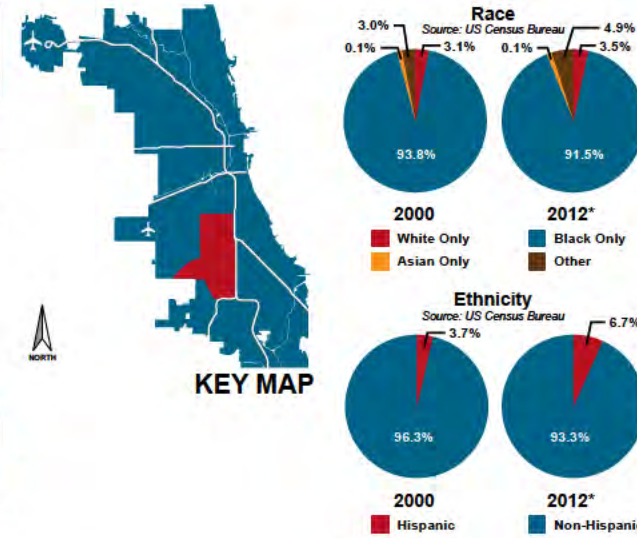 NORTH
KEY MAP
Race
Source: US Census Bureau
3.0%
0.1%
3.1%
93.8%
4.9%
0.1%
3.5%
91.5%
2000
2012*
White Only
Black Only
Asian Only
Other
Ethnicity
Source: US Census Bureau
3.7%
96.3%
6.7%
93.3%
2000
2012*
Hispanic
Non-Hispanic